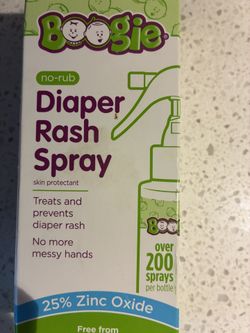 Boogie
no-rub
Diaper
Rash
Spray
skin protectant
Treats and
prevents
diaper rash
No more
messy hands
Boogie
over
200
sprays
per bottle
25% Zinc Oxide
Free from